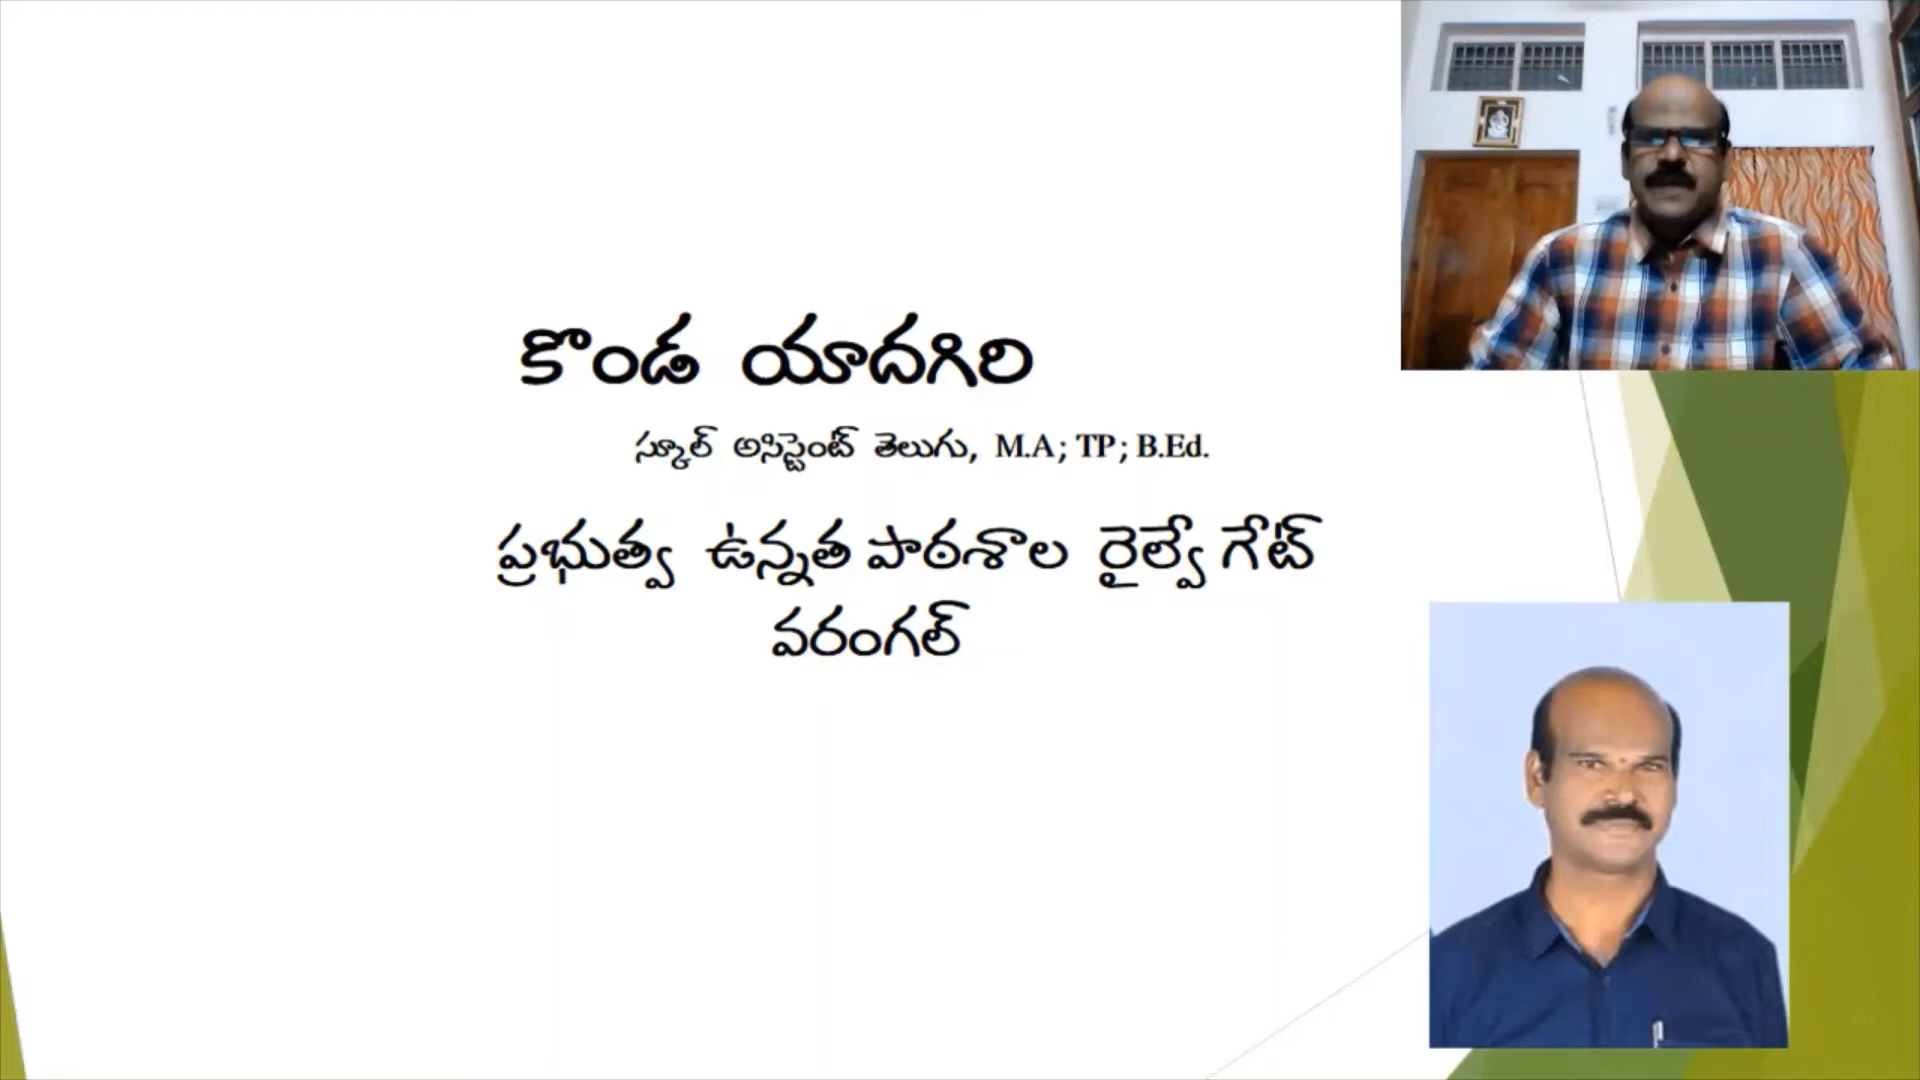 కొండ యాదగిరి
స్కూల్ అసిస్టెంట్ తెలుగు, M.A; TP; B.Ed.
ప్రభుత్వ ఉన్నత పాఠశాల రైల్వే గేట్
వరంగల్